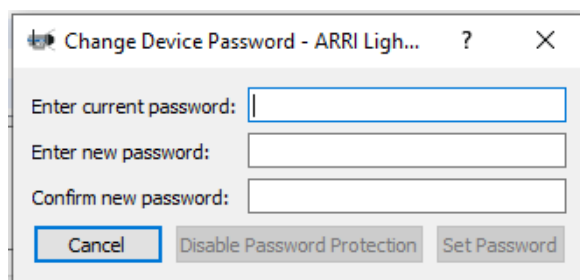 Change Device Password - ARRI Ligh... ?
Enter current password:
Enter new password:
Confirm new password:
Cancel Disable Password Protection Set Password